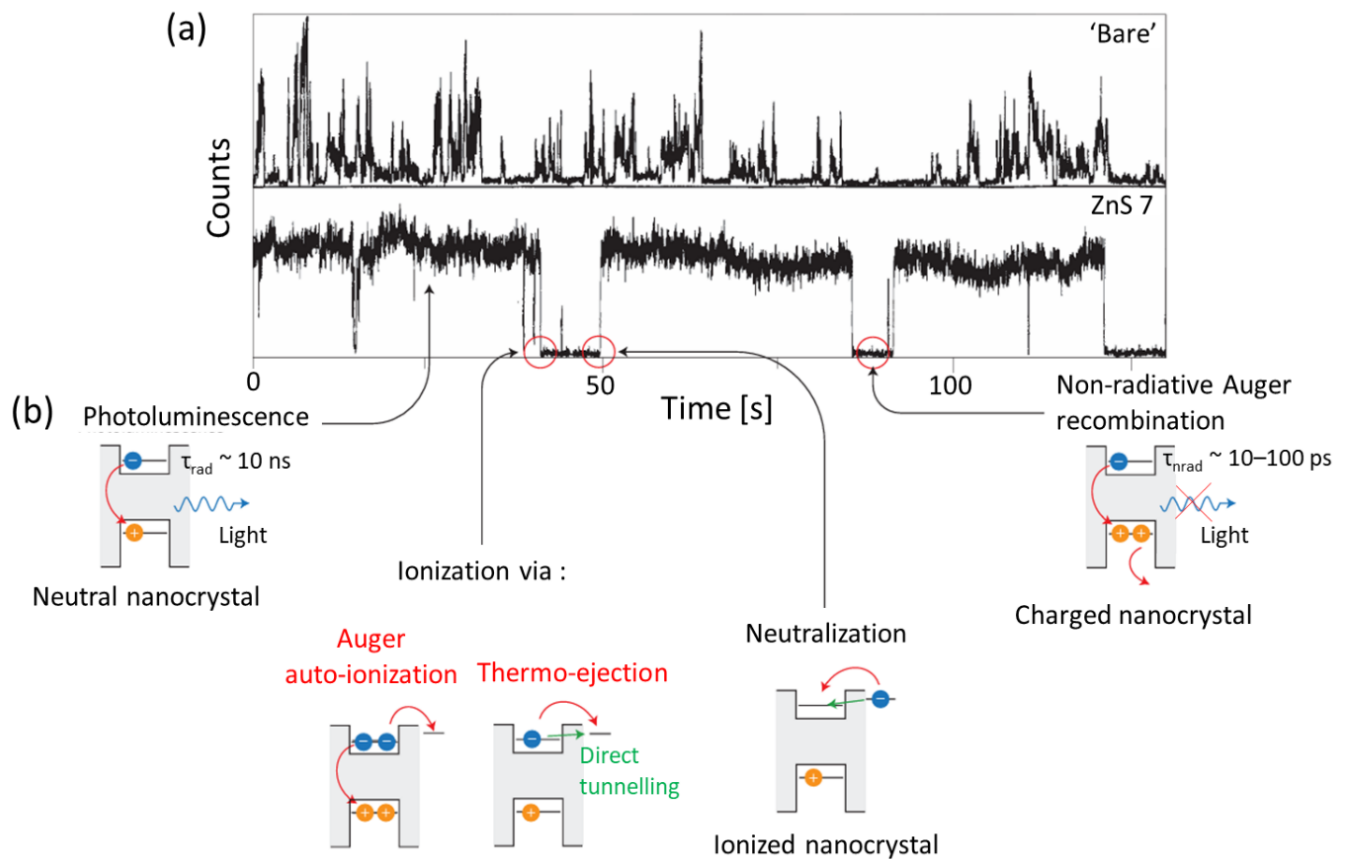 (a)
'Bare'
ZnS 7
Counts
0
50
100
Time [s]
(b)
Photoluminescence
τrad ~ 10 ns
Light
Neutral nanocrystal
Ionization via :
Auger
auto-ionization
Thermo-ejection
Direct
tunnelling
Neutralization
Ionized nanocrystal
Non-radiative Auger
recombination
τnrad ~ 10–100 ps
Light
Charged nanocrystal